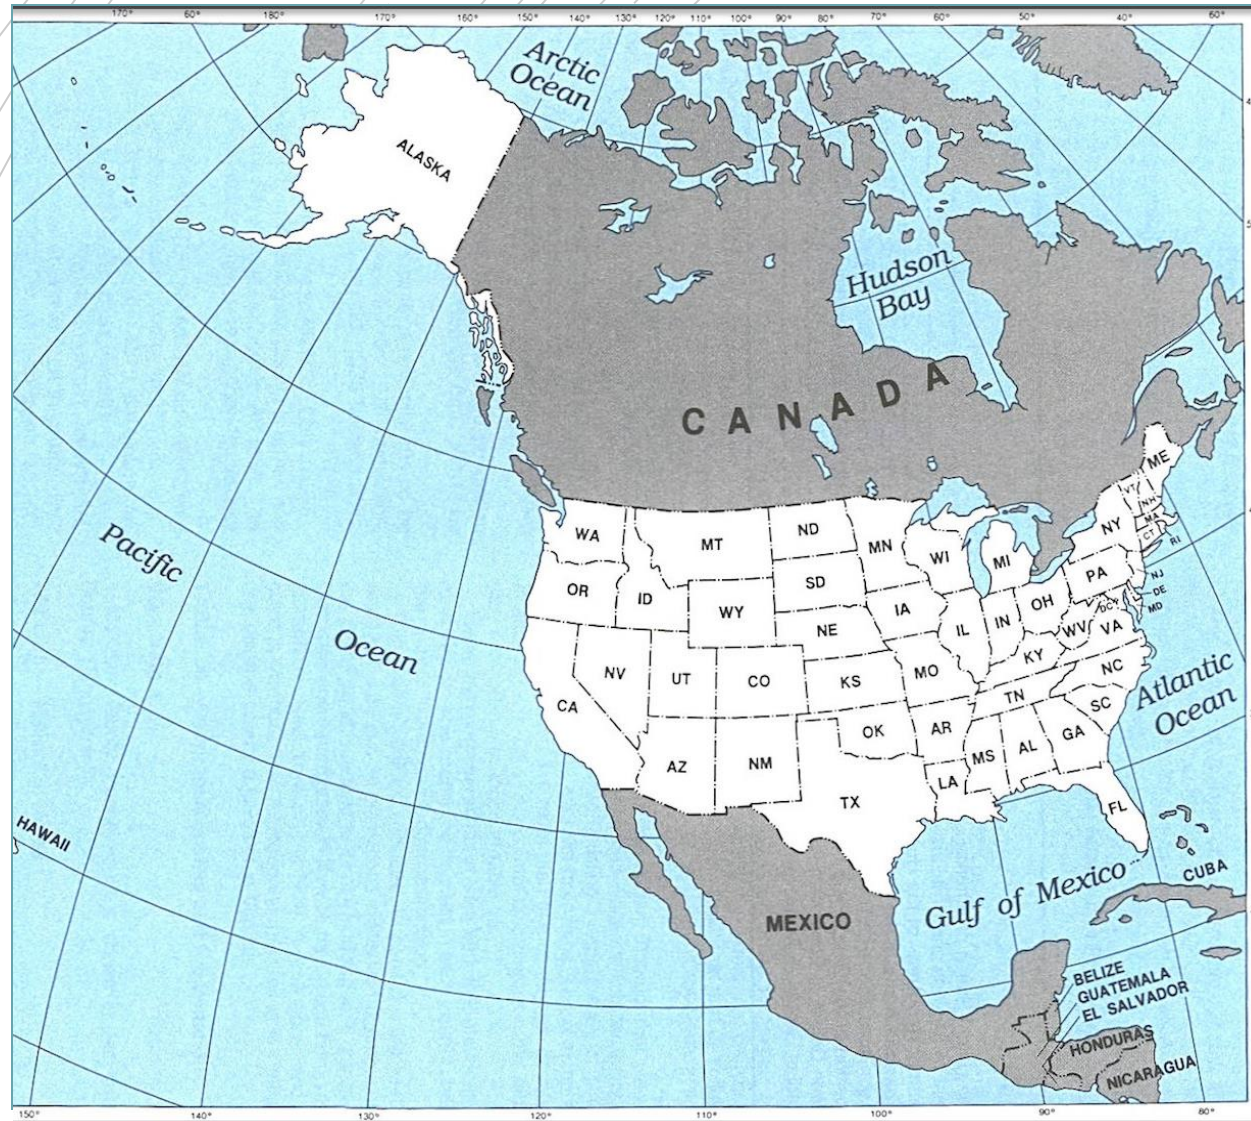 170° 60° 180° 170° 160° 150° 140° 130° 120° 110° 100° 90° 80° 70° 60° 50° 40° 60°
Arctic
Ocean
ALASKA
Hudson
Bay
CANADA
ME
VT
NH
MA
CT
RI
NY
WA
MT
ND
MN
WI
MI
PA
NJ
DE
MD
DC
OR
ID
SD
WY
IA
NE
IL
IN
OH
WV
VA
KY
NV
UT
CO
KS
MO
NC
TN
SC
CA
AZ
NM
OK
AR
MS
AL
GA
LA
TX
FL
Pacific
Ocean
Atlantic
Ocean
HAWAII
Gulf of Mexico
CUBA
MEXICO
BELIZE
GUATEMALA
EL SALVADOR
HONDURAS
NICARAGUA
150° 140° 130° 120° 110° 100° 90° 80°